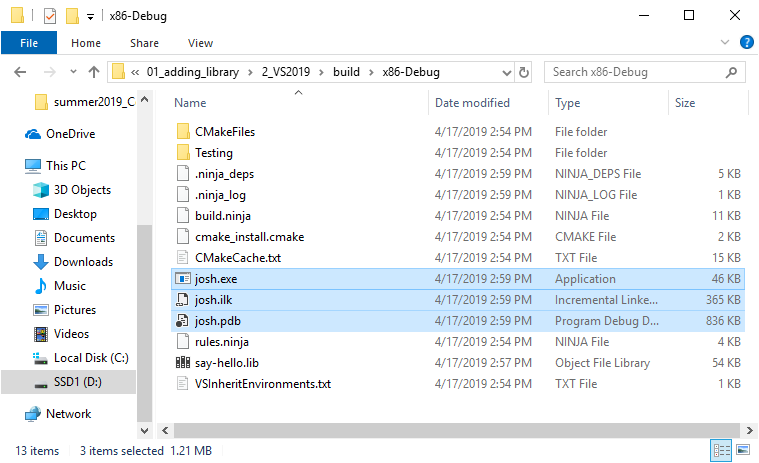 x86-Debug
File Home Share View
« 01_adding_library > 2_VS2019 > build > x86-Debug
Search x86-Debug
summer2019_C
OneDrive
This PC
3D Objects
Desktop
Documents
Downloads
Music
Pictures
Videos
Local Disk (C:)
SSD1 (D:)
Network
Name Date modified Type Size
CMakeFiles 4/17/2019 2:54 PM File folder
Testing 4/17/2019 2:54 PM File folder
.ninja_deps 4/17/2019 2:59 PM NINJA_DEPS File 5 KB
.ninja_log 4/17/2019 2:59 PM NINJA_LOG File 1 KB
build.ninja 4/17/2019 2:54 PM NINJA File 11 KB
cmake_install.cmake 4/17/2019 2:54 PM CMAKE File 2 KB
CMakeCache.txt 4/17/2019 2:54 PM TXT File 15 KB
josh.exe 4/17/2019 2:59 PM Application 46 KB
josh.ilk 4/17/2019 2:59 PM Incremental Linke... 365 KB
josh.pdb 4/17/2019 2:59 PM Program Debug D... 836 KB
rules.ninja 4/17/2019 2:54 PM NINJA File 4 KB
say-hello.lib 4/17/2019 2:57 PM Object File Library 54 KB
VSInheritEnvironments.txt 4/17/2019 2:54 PM TXT File 1 KB
13 items 3 items selected 1.21 MB